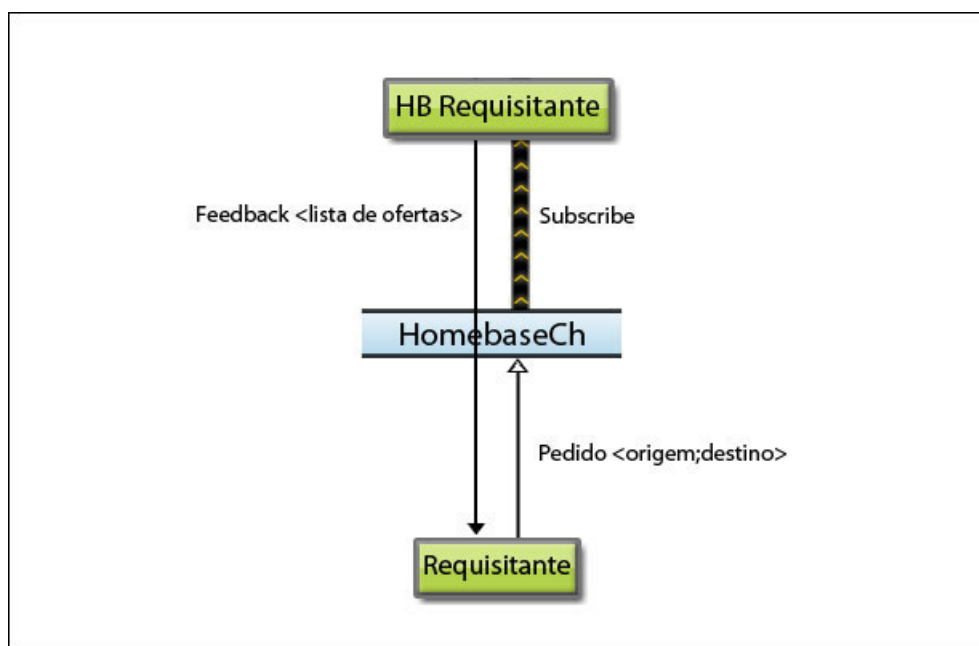 HB Requisitante
Feedback <lista de ofertas>
Subscribe
HomebaseCh
Pedido <origem;destino>
Requisitante